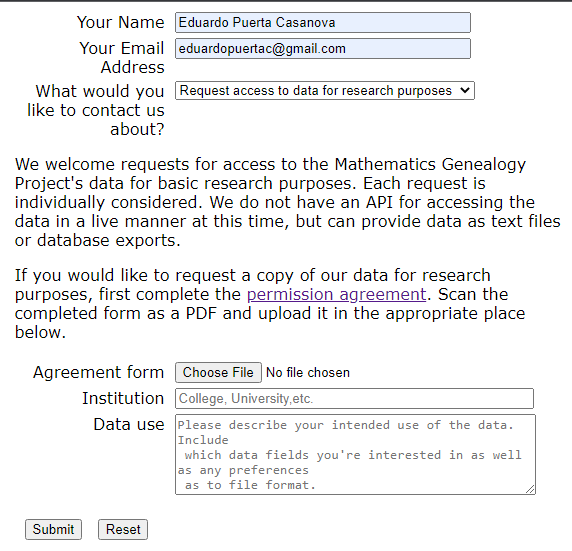 Your Name Eduardo Puerta Casanova
Your Email eduardopuertac@gmail.com
Address
What would you Request access to data for research purposes
like to contact us
about?
We welcome requests for access to the Mathematics Genealogy
Project's data for basic research purposes. Each request is
individually considered. We do not have an API for accessing the
data in a live manner at this time, but can provide data as text files
or database exports.
If you would like to request a copy of our data for research
purposes, first complete the permission agreement. Scan the
completed form as a PDF and upload it in the appropriate place
below.
Agreement form Choose File No file chosen
Institution College, University,etc.
Data use Please describe your intended use of the data.
Include
which data fields you're interested in as well
as any preferences
as to file format.
Submit Reset